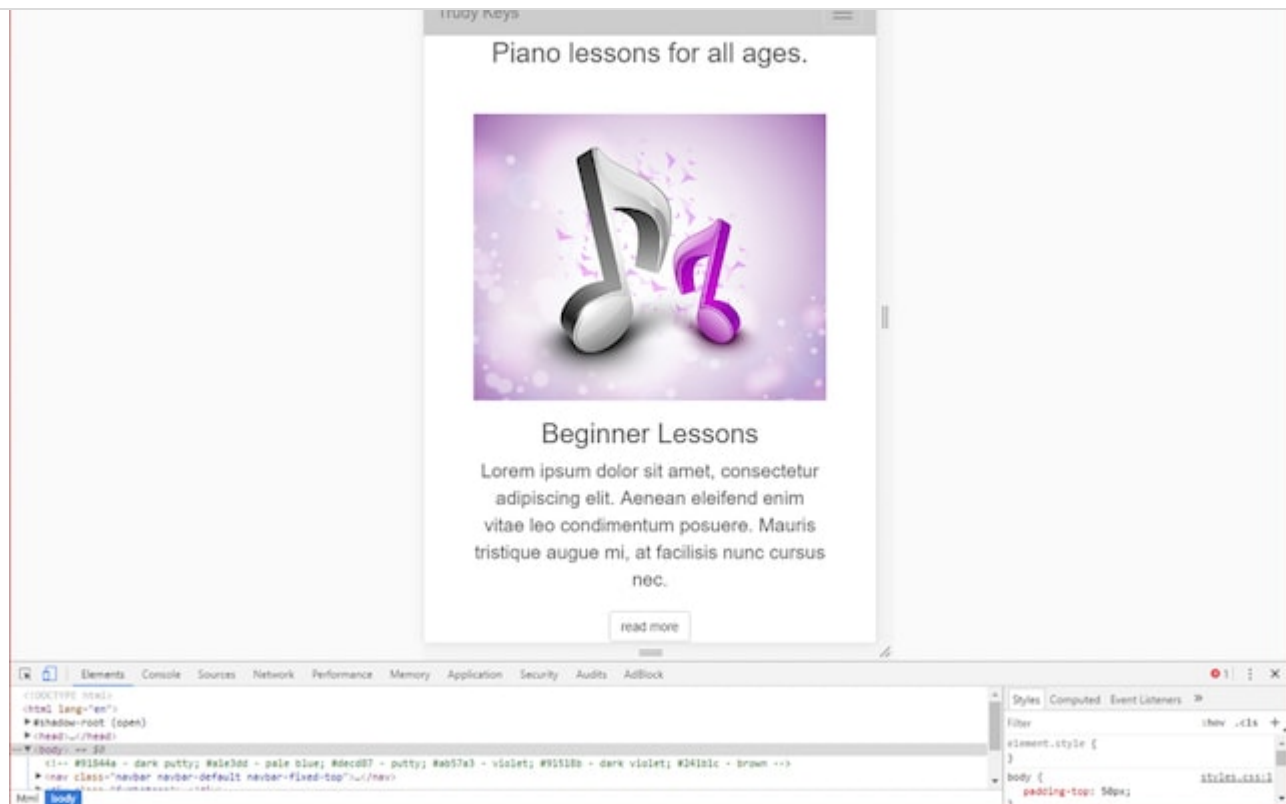 Trudy Keys
Piano lessons for all ages.
Beginner Lessons
Lorem ipsum dolor sit amet, consectetur
adipiscing elit. Aenean eleifend enim
vitae leo condimentum posuere. Mauris
tristique augue mi, at facilisis nunc cursus
nec.
read more
Elements Console Sources Network Performance Memory Application Security Audits AdBlock 1
<!DOCTYPE html>
<html lang="en">
#shadow-root (open)
<head>…</head>
<body> == $0
<!-- #91844a - dark putty; #a1e3dd - pale blue; #decd87 - putty; #ab57a3 - violet; #91518b - dark violet; #241b1c - brown -->
<nav class="navbar navbar-default navbar-fixed-top">…</nav>
html body
Styles Computed Event Listeners »
Filter :hov .cls +
element.style {
}
body { styles.css:1
padding-top: 50px;
}